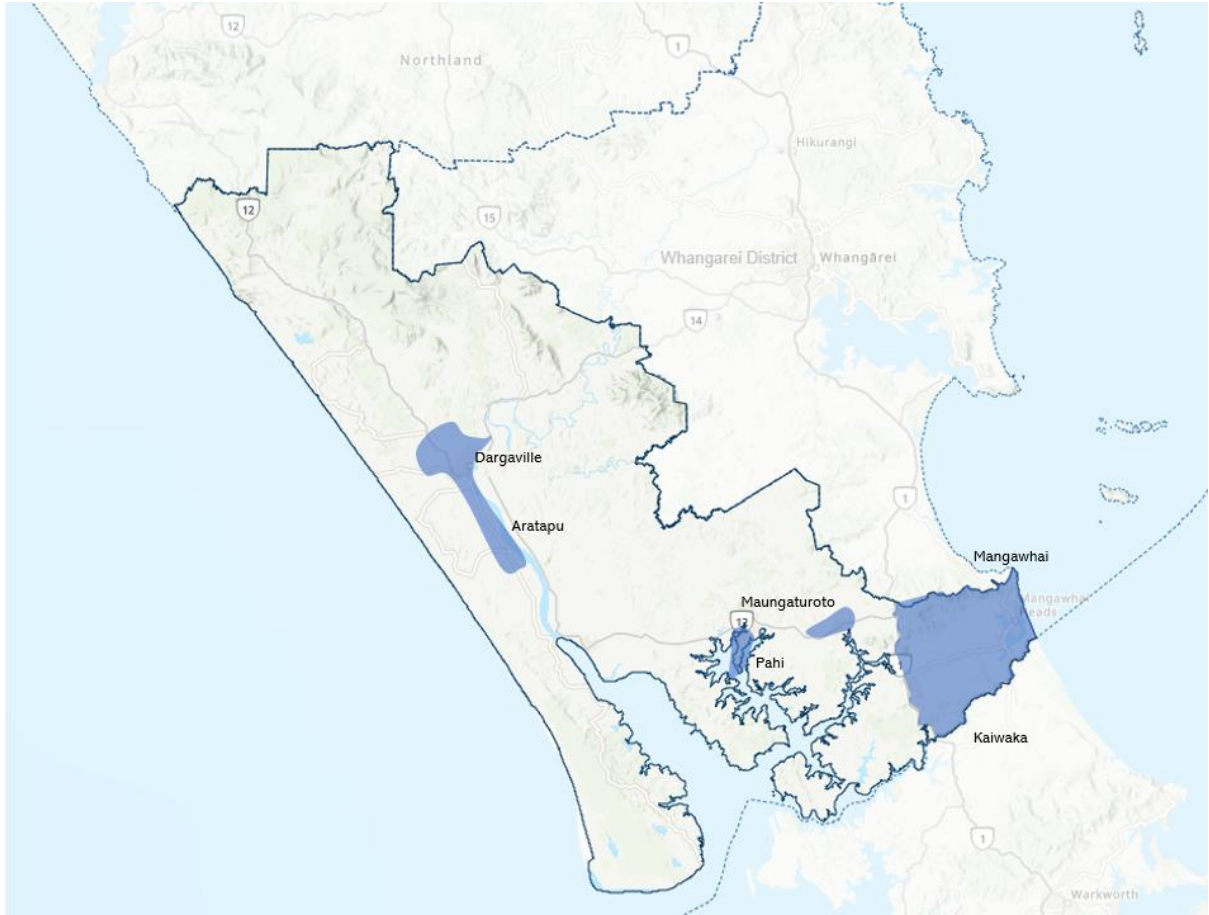 12
1
Northland
Hikurangi
12
15
Whangarei District
Whangārei
14
Dargaville
1
Aratapu
Mangawhai
Mangawhai
Heads
Maungaturoto
12
Pahi
1
Kaiwaka
1
Warkworth